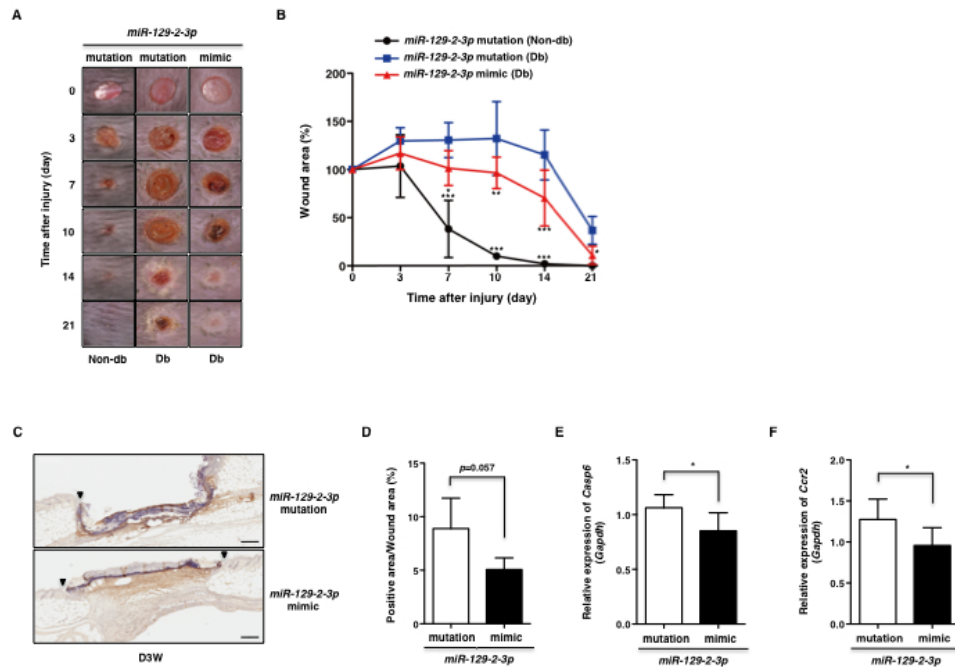 A
miR-129-2-3p
mutation mutation mimic
Time after injury (day)
0
3
7
10
14
21
Non-db Db Db
B
miR-129-2-3p mutation (Non-db)
miR-129-2-3p mutation (Db)
miR-129-2-3p mimic (Db)
Wound area (%)
200
150
100
50
0
*
***
**
***
***
***
*
0 3 7 10 14 21
Time after injury (day)
C
miR-129-2-3p
mutation
miR-129-2-3p
mimic
D3W
D
Positive area/Wound area (%)
15
10
5
0
p=0.057
mutation mimic
miR-129-2-3p
E
Relative expression of Casp6
(Gapdh)
1.5
1.0
0.5
0.0
*
mutation mimic
miR-129-2-3p
F
Relative expression of Ccr2
(Gapdh)
2.0
1.5
1.0
0.5
0.0
*
mutation mimic
miR-129-2-3p